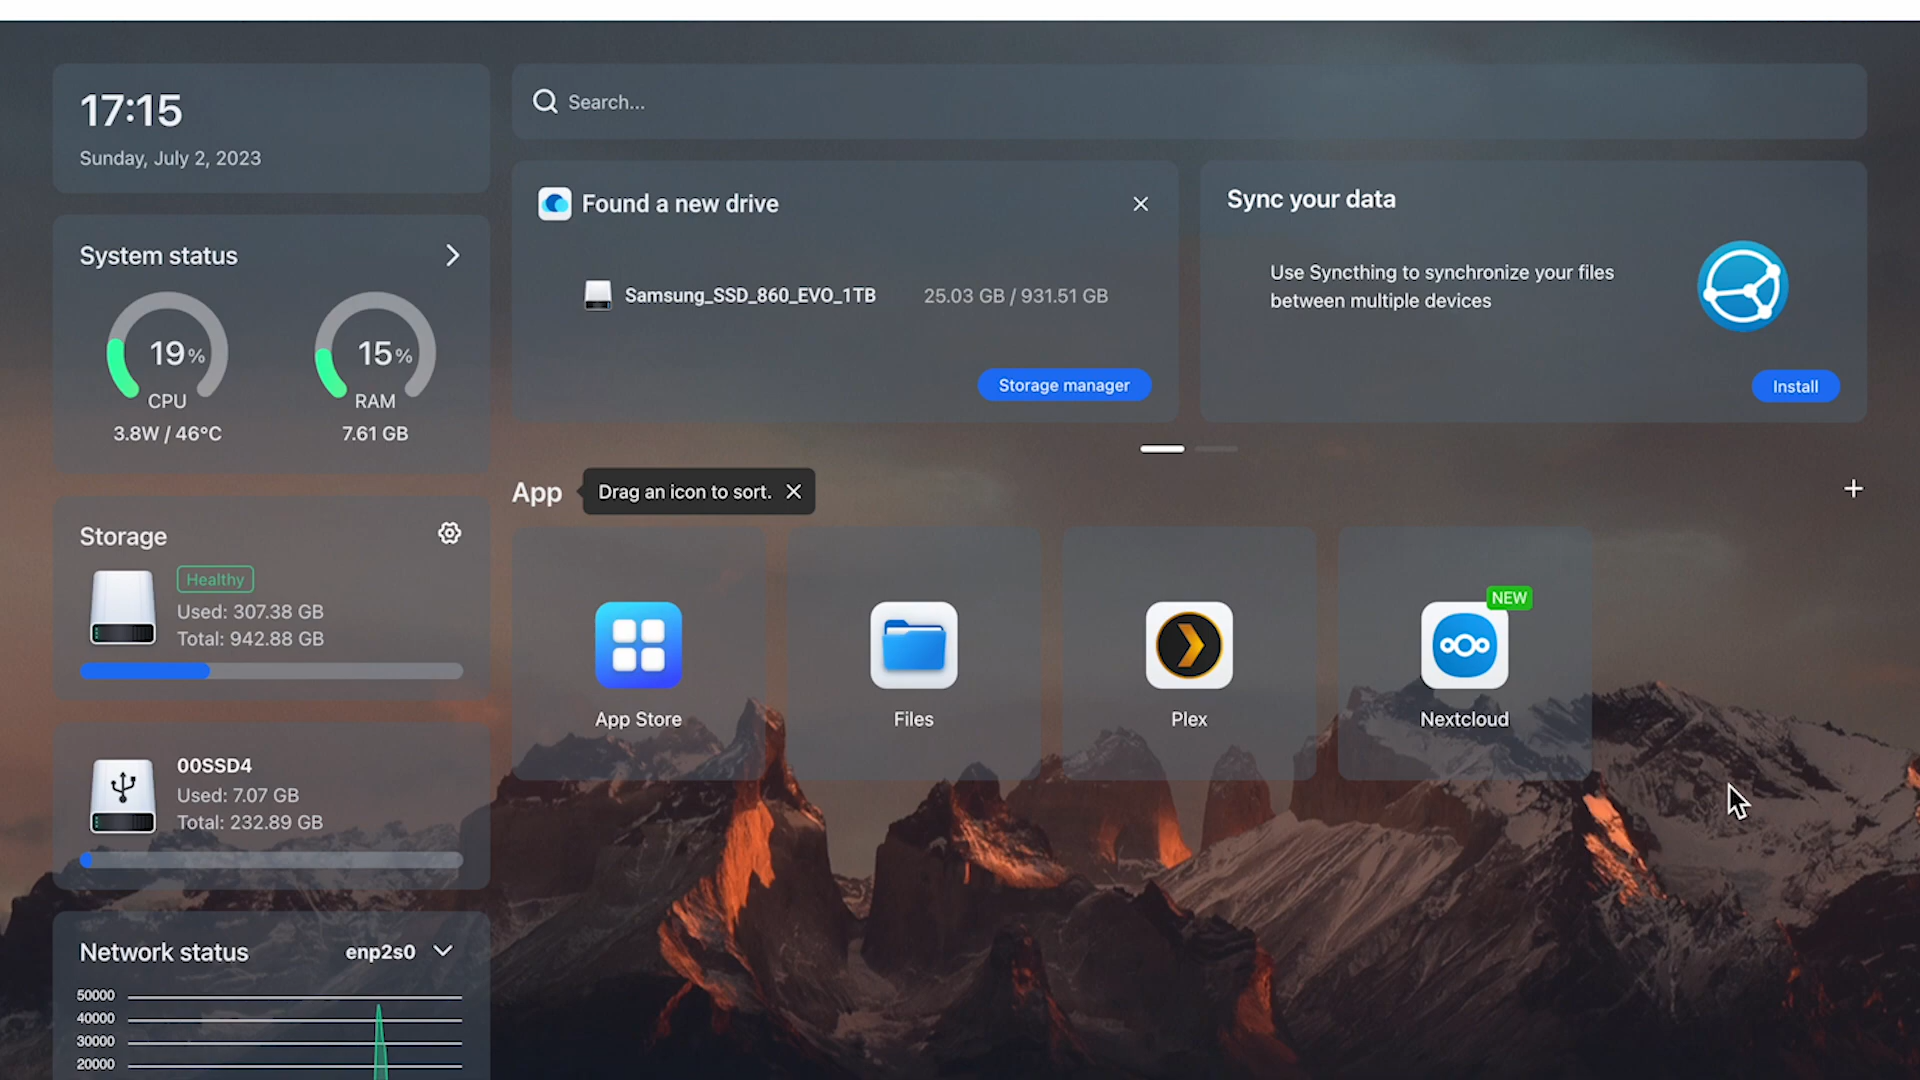 17:15
Sunday, July 2, 2023
Search...
System status
19%
CPU
3.8W / 46°C
15%
RAM
7.61 GB
Found a new drive
Samsung_SSD_860_EVO_1TB 25.03 GB / 931.51 GB
Storage manager
Sync your data
Use Syncthing to synchronize your files
between multiple devices
Install
App
Drag an icon to sort.
App Store
Files
Plex
NEW
Nextcloud
Storage
Healthy
Used: 307.38 GB
Total: 942.88 GB
00SSD4
Used: 7.07 GB
Total: 232.89 GB
Network status enp2s0
50000
40000
30000
20000